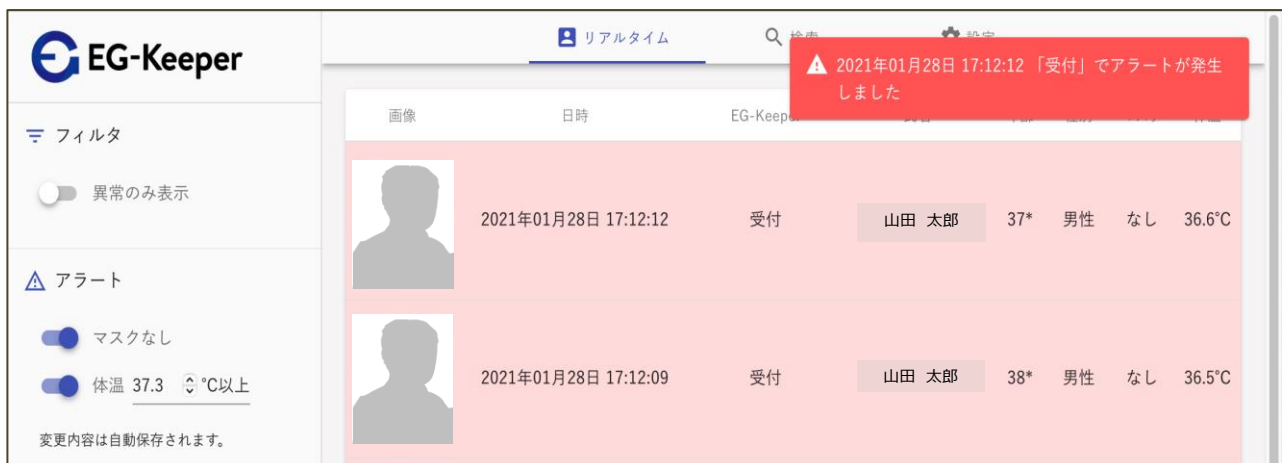 EG-Keeper
リアルタイム
2021年01月28日 17:12:12 「受付」でアラートが発生
しました
画像 日時
フィルタ
異常のみ表示
2021年01月28日 17:12:12 受付 山田 太郎 37* 男性 なし 36.6°C
アラート
マスクなし
体温 37.3 °C以上
2021年01月28日 17:12:09 受付 山田 太郎 38* 男性 なし 36.5°C
変更内容は自動保存されます。